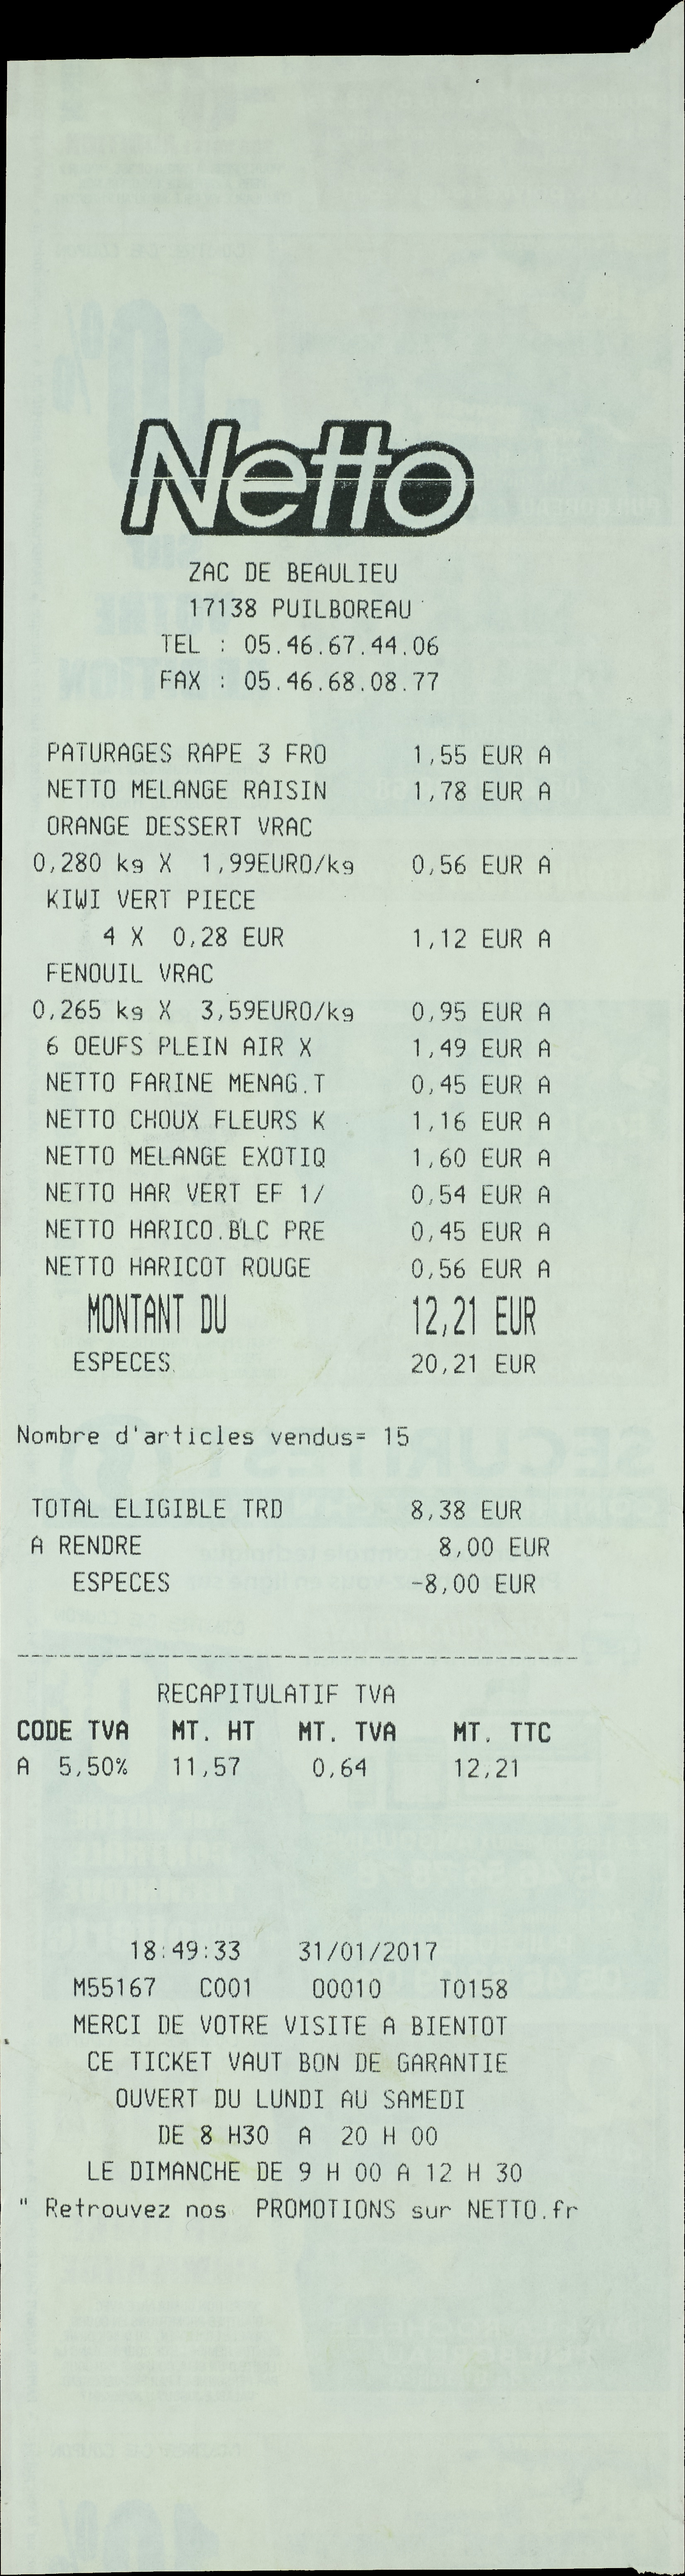 Netto
ZAC DE BEAULIEU
17138 PUILBOREAU
TEL : 05.46.67.44.06
FAX : 05.46.68.08.77
PATURAGES RAPE 3 FRO 1,55 EUR A
NETTO MELANGE RAISIN 1,78 EUR A
ORANGE DESSERT VRAC
0,280 kg X 1,99EURO/kg 0,56 EUR A
KIWI VERT PIECE
4 X 0,28 EUR 1,12 EUR A
FENOUIL VRAC
0,265 kg X 3,59EURO/kg 0,95 EUR A
6 OEUFS PLEIN AIR X 1,49 EUR A
NETTO FARINE MENAG.T 0,45 EUR A
NETTO CHOUX FLEURS K 1,16 EUR A
NETTO MELANGE EXOTIQ 1,60 EUR A
NETTO HAR VERT EF 1/ 0,54 EUR A
NETTO HARICO.BLC PRE 0,45 EUR A
NETTO HARICOT ROUGE 0,56 EUR A
MONTANT DU 12,21 EUR
ESPECES 20,21 EUR
Nombre d'articles vendus= 15
TOTAL ELIGIBLE TRD 8,38 EUR
A RENDRE 8,00 EUR
ESPECES -8,00 EUR
RECAPITULATIF TVA
CODE TVA MT. HT MT. TVA MT. TTC
A 5,50% 11,57 0,64 12,21
18:49:33 31/01/2017
M55167 C001 00010 T0158
MERCI DE VOTRE VISITE A BIENTOT
CE TICKET VAUT BON DE GARANTIE
OUVERT DU LUNDI AU SAMEDI
DE 8 H30 A 20 H 00
LE DIMANCHE DE 9 H 00 A 12 H 30
" Retrouvez nos PROMOTIONS sur NETTO.fr